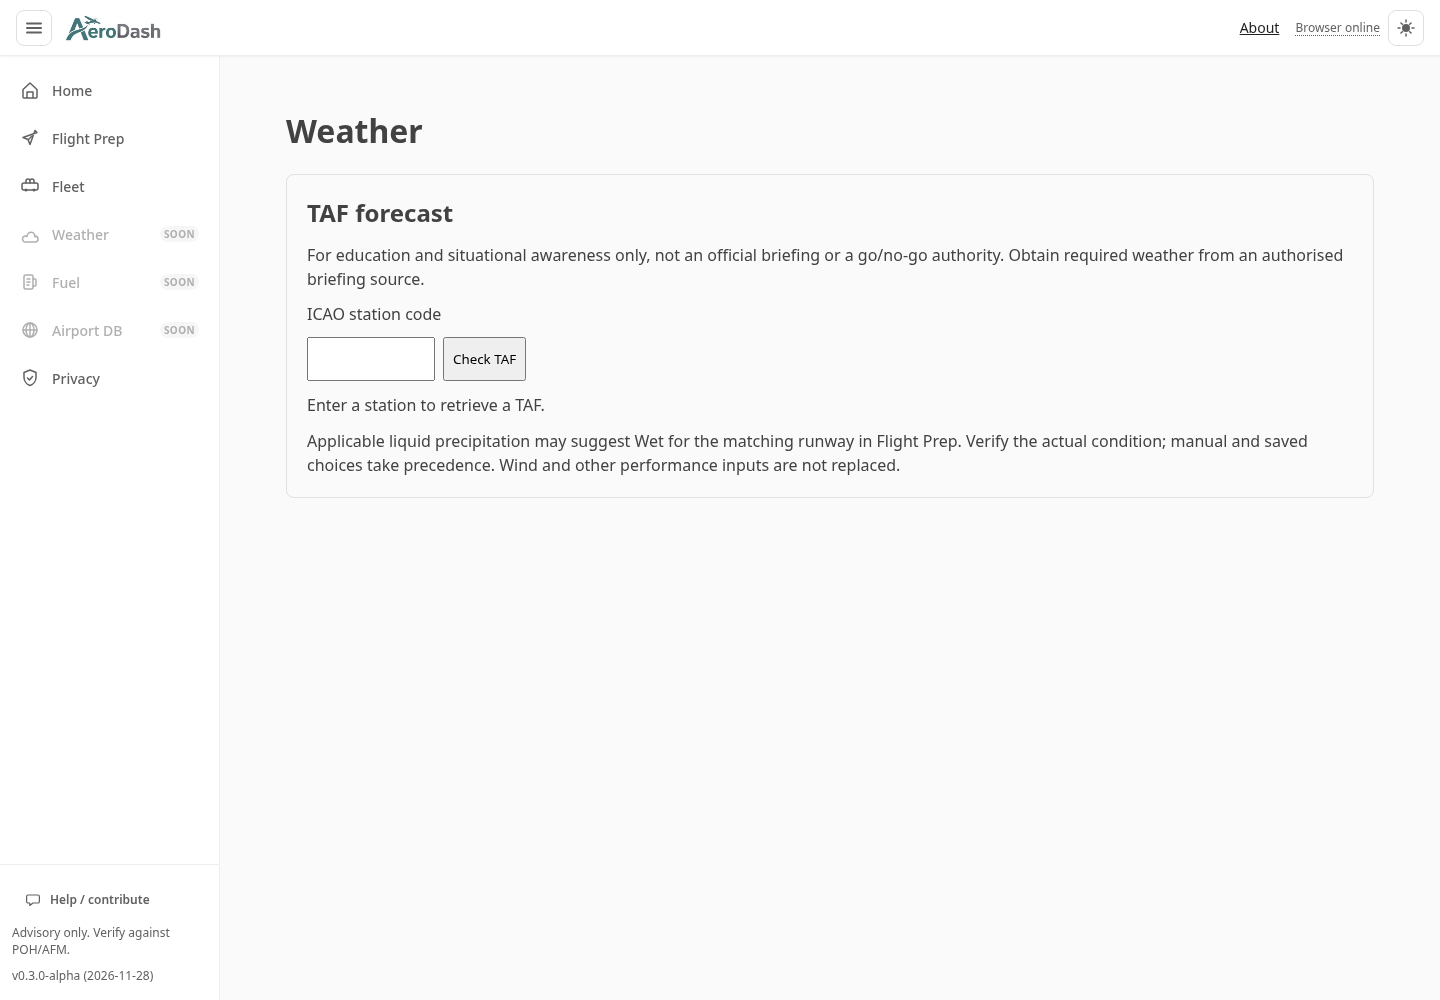 AeroDash
About
Browser online
Home
Flight Prep
Fleet
Weather SOON
Fuel SOON
Airport DB SOON
Privacy
Weather
TAF forecast
For education and situational awareness only, not an official briefing or a go/no-go authority. Obtain required weather from an authorised
briefing source.
ICAO station code
Check TAF
Enter a station to retrieve a TAF.
Applicable liquid precipitation may suggest Wet for the matching runway in Flight Prep. Verify the actual condition; manual and saved
choices take precedence. Wind and other performance inputs are not replaced.
Help / contribute
Advisory only. Verify against
POH/AFM.
v0.3.0-alpha (2026-11-28)